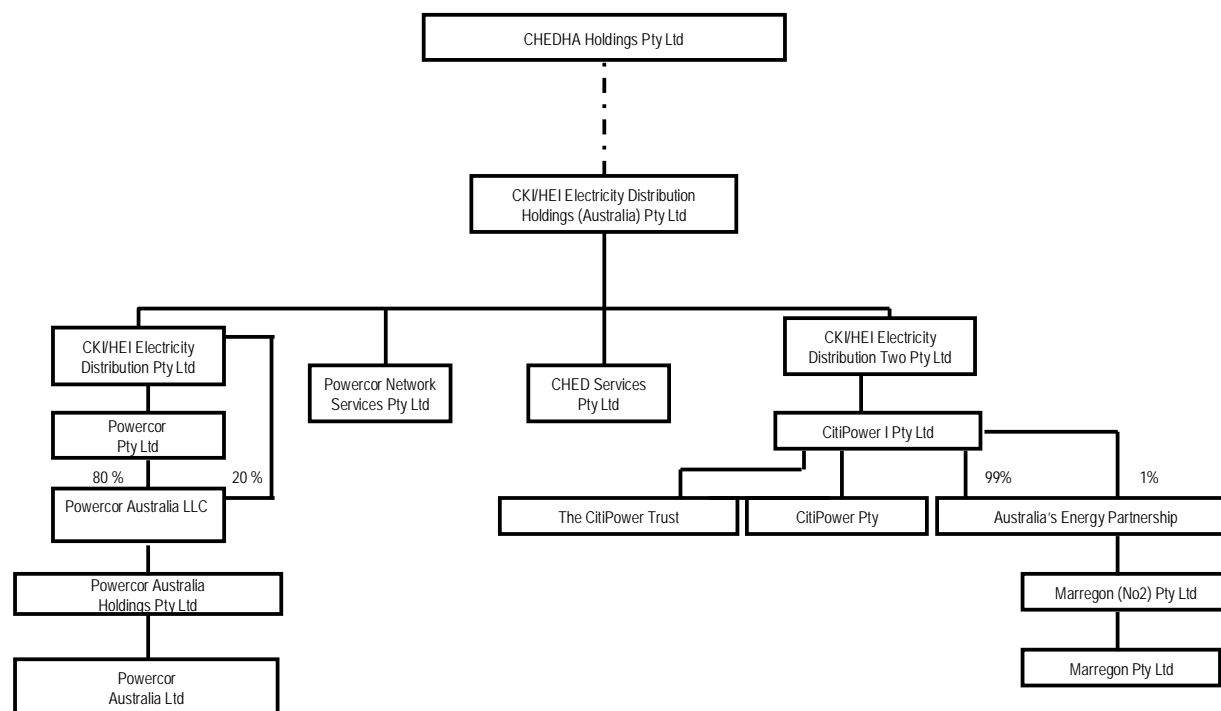 CHEDHA Holdings Pty Ltd
CKI/HEI Electricity Distribution
Holdings (Australia) Pty Ltd
CKI/HEI Electricity
Distribution Pty Ltd
Powercor Network
Services Pty Ltd
CHED Services
Pty Ltd
CKI/HEI Electricity
Distribution Two Pty Ltd
Powercor
Pty Ltd
CitiPower I Pty Ltd
80 %
20 %
99%
1%
Powercor Australia LLC
The CitiPower Trust
CitiPower Pty
Australia's Energy Partnership
Powercor Australia
Holdings Pty Ltd
Marregon (No2) Pty Ltd
Powercor
Australia Ltd
Marregon Pty Ltd